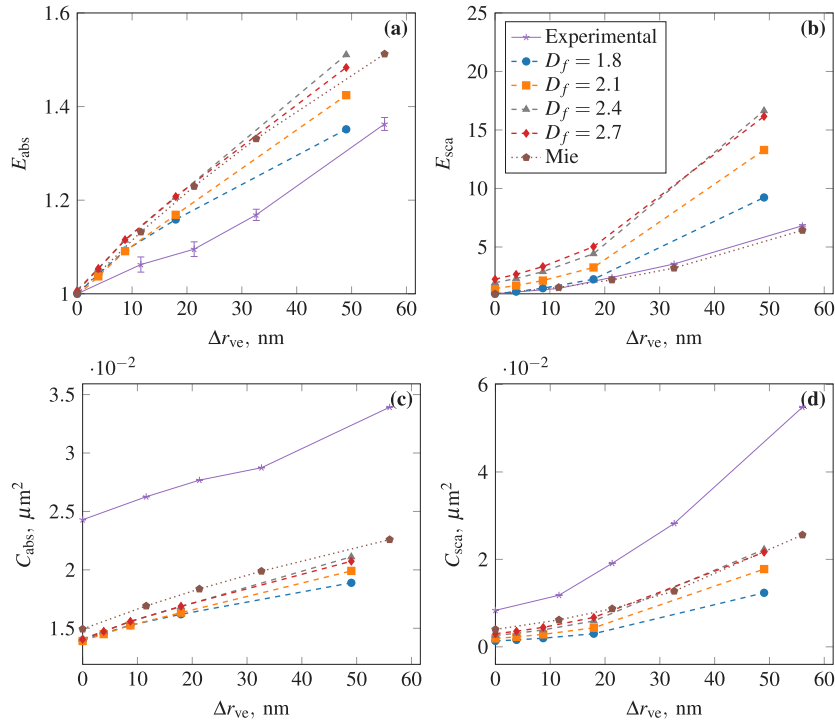 (a)
1.6
1.4
1.2
1
E_abs
0 10 20 30 40 50 60
Δr_ve, nm
(b)
25
20
15
10
5
E_sca
Experimental
D_f = 1.8
D_f = 2.1
D_f = 2.4
D_f = 2.7
Mie
0 10 20 30 40 50 60
Δr_ve, nm
·10⁻²
(c)
3.5
3
2.5
2
1.5
C_abs, μm²
0 10 20 30 40 50 60
Δr_ve, nm
·10⁻²
(d)
6
4
2
0
C_sca, μm²
0 10 20 30 40 50 60
Δr_ve, nm